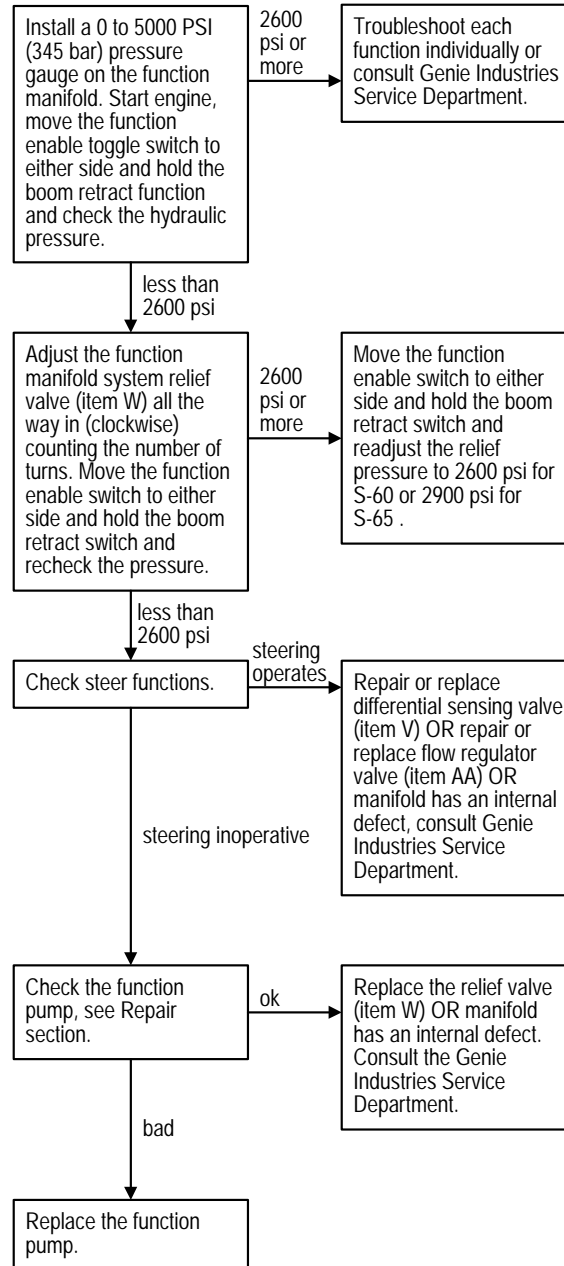 Install a 0 to 5000 PSI
(345 bar) pressure
gauge on the function
manifold. Start engine,
move the function
enable toggle switch to
either side and hold the
boom retract function
and check the hydraulic
pressure.
2600
psi or
more
Troubleshoot each
function individually or
consult Genie Industries
Service Department.
less than
2600 psi
Adjust the function
manifold system relief
valve (item W) all the
way in (clockwise)
counting the number of
turns. Move the function
enable switch to either
side and hold the boom
retract switch and
recheck the pressure.
2600
psi or
more
Move the function
enable switch to either
side and hold the boom
retract switch and
readjust the relief
pressure to 2600 psi for
S-60 or 2900 psi for
S-65 .
less than
2600 psi
Check steer functions.
steering
operates
Repair or replace
differential sensing valve
(item V) OR repair or
replace flow regulator
valve (item AA) OR
manifold has an internal
defect, consult Genie
Industries Service
Department.
steering inoperative
Check the function
pump, see Repair
section.
ok
Replace the relief valve
(item W) OR manifold
has an internal defect.
Consult the Genie
Industries Service
Department.
bad
Replace the function
pump.